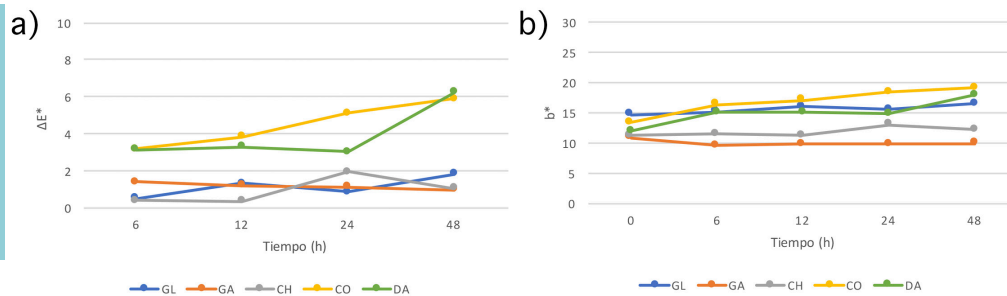 a)
ΔE*
10
8
6
4
2
0
6 12 24 48
Tiempo (h)
GL GA CH CO DA
b)
b*
30
25
20
15
10
5
0
0 6 12 24 48
Tiempo (h)
GL GA CH CO DA